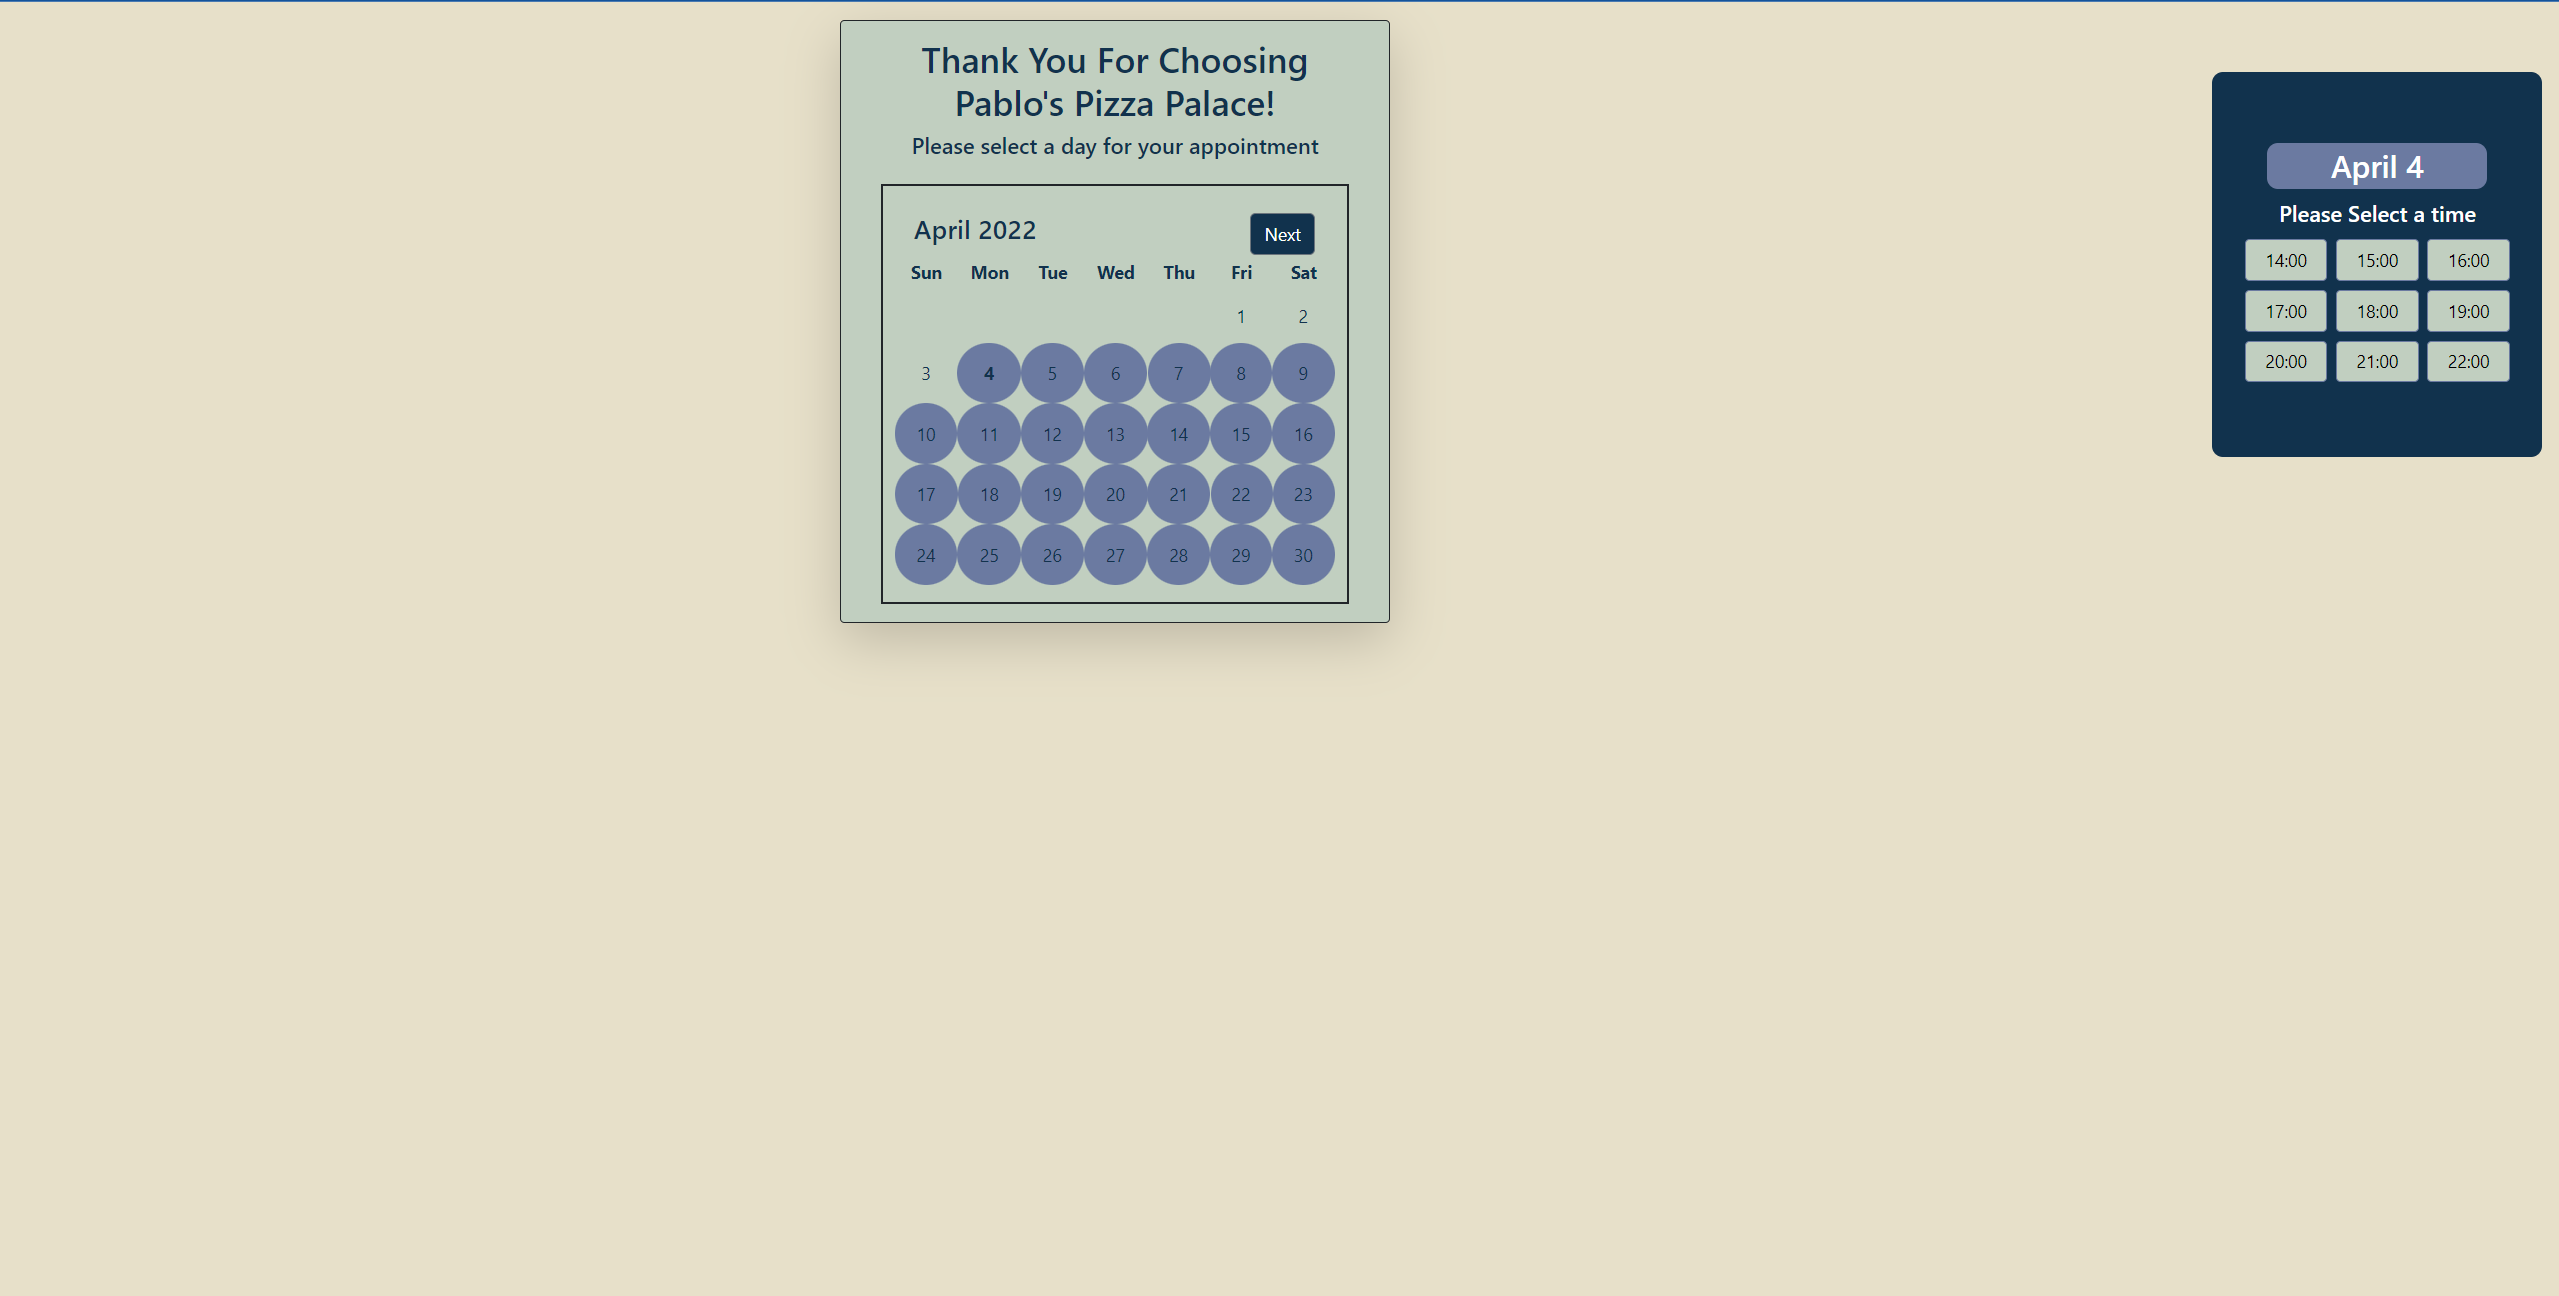 Thank You For Choosing
Pablo's Pizza Palace!
Please select a day for your appointment
April 2022 Next
Sun Mon Tue Wed Thu Fri Sat
1 2
3 4 5 6 7 8 9
10 11 12 13 14 15 16
17 18 19 20 21 22 23
24 25 26 27 28 29 30
April 4
Please Select a time
14:00 15:00 16:00
17:00 18:00 19:00
20:00 21:00 22:00